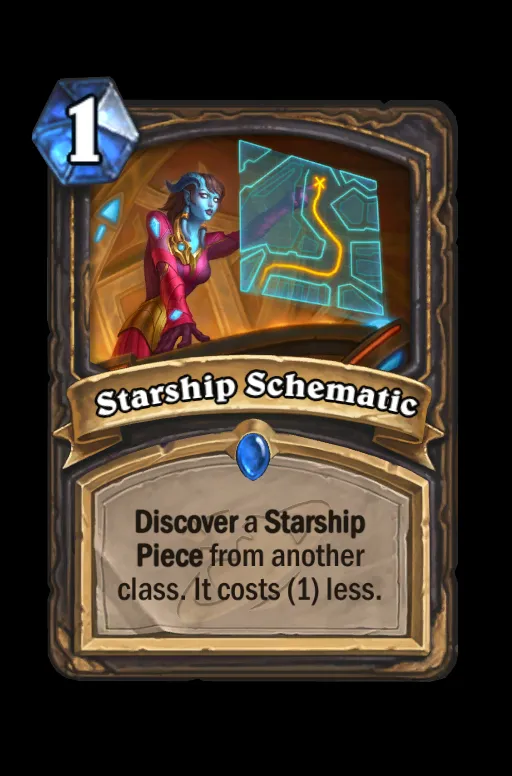 1
Starship Schematic
Discover a Starship
Piece from another
class. It costs (1) less.